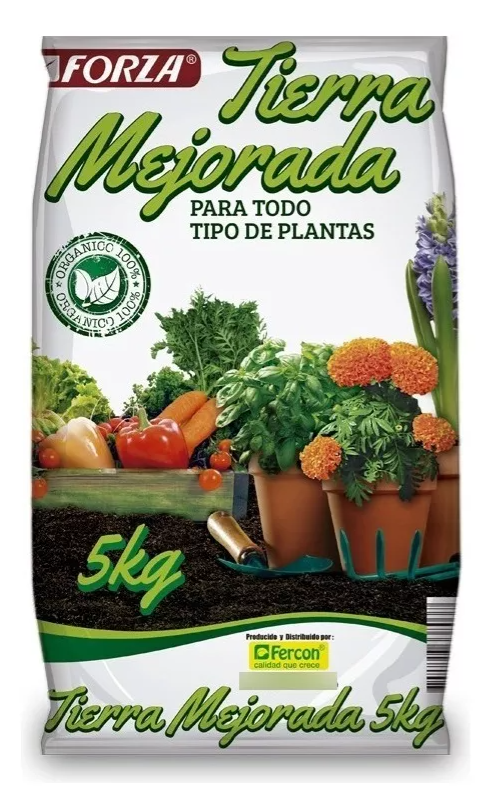 FORZA®
Tierra
Mejorada
PARA TODO
TIPO DE PLANTAS
ORGANICO 100%
ORGANICO 100%
5kg
Producido y Distribuido por:
Fercon®
calidad que crece
Tierra Mejorada 5kg